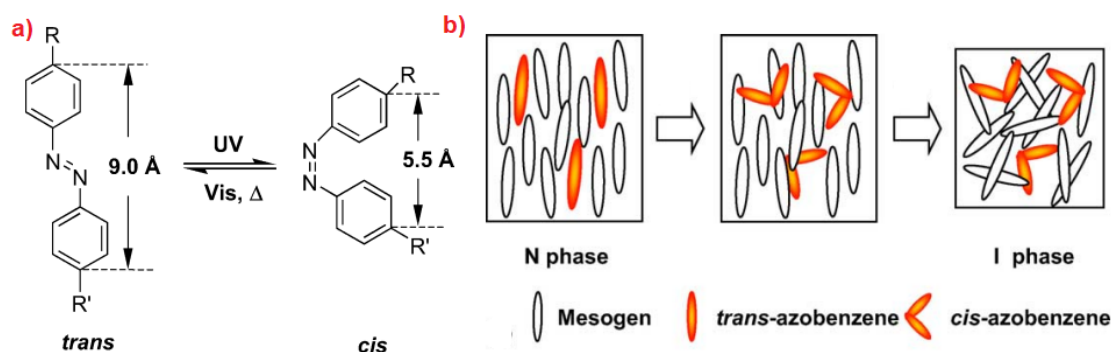 a)
R
N
N
R'
9.0 Å
trans
UV
Vis, Δ
R
N
N
R'
5.5 Å
cis
b)
N phase
I phase
Mesogen
trans-azobenzene
cis-azobenzene